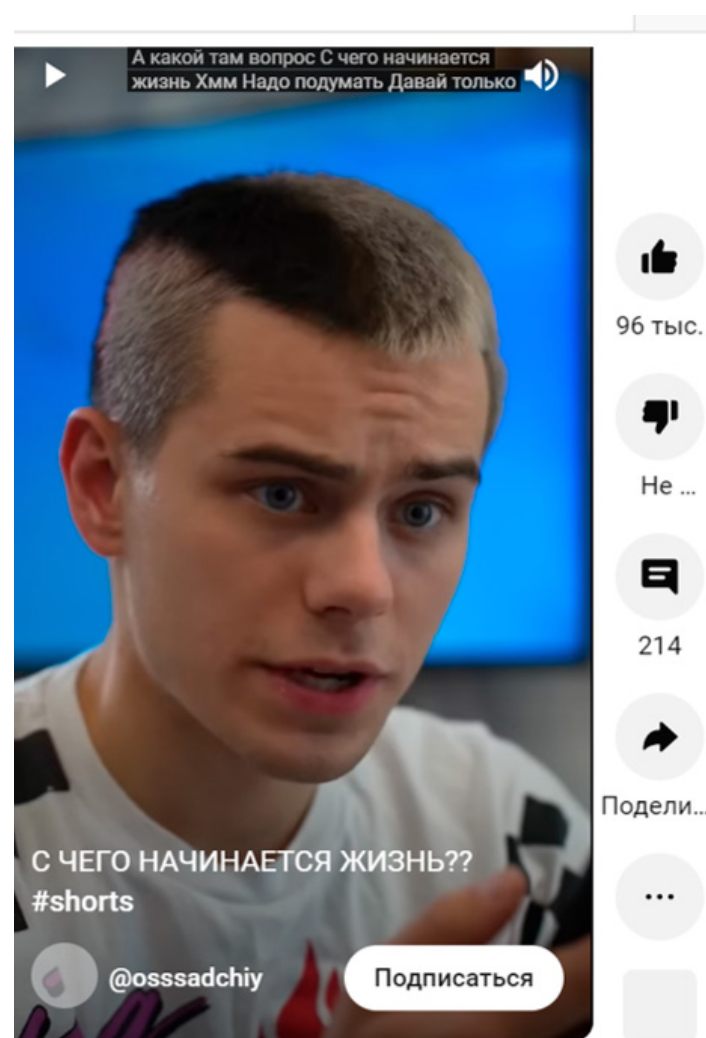 А какой там вопрос С чего начинается
жизнь Хмм Надо подумать Давай только
96 тыс.
Не ...
214
Подели...
С ЧЕГО НАЧИНАЕТСЯ ЖИЗНЬ??
#shorts
@osssadchiy
Подписаться